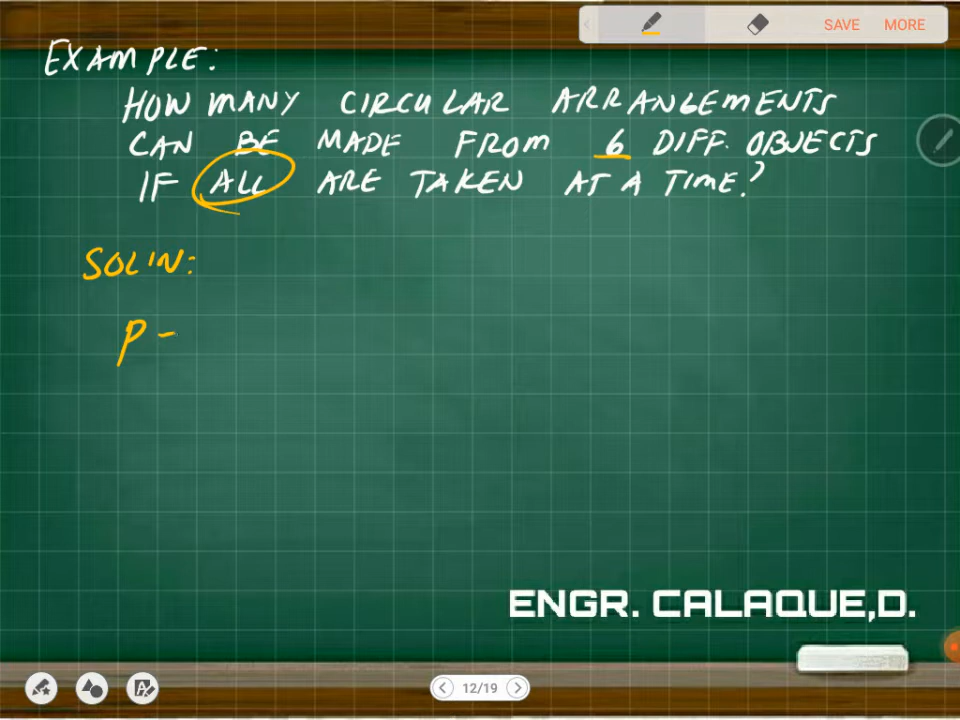 SAVE MORE
EXAMPLE:
HOW MANY CIRCULAR ARRANGEMENTS
CAN BE MADE FROM 6 DIFF. OBJECTS
IF ALL ARE TAKEN AT A TIME?
SOL'N:
P -
ENGR. CALAQUE,D.
12/19